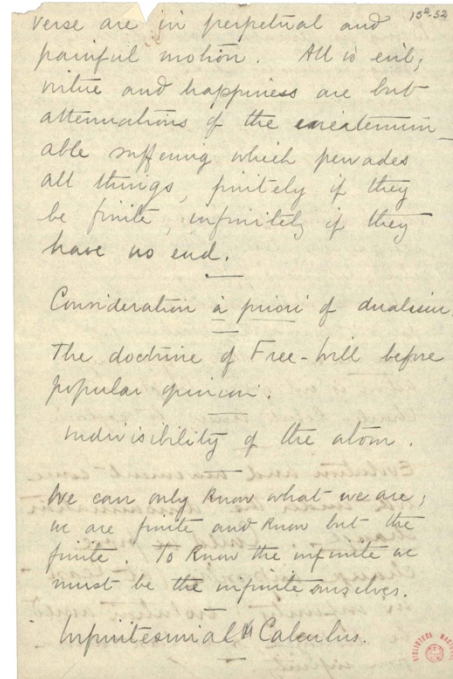 15²-52
verse are in perpetual and
painful motion. All is evil;
virtue and happiness are but
attenuations of the
able suffering which pervades
all things, finitely if they
be finite, infinitely if they
have no end.
Consideration à priori of dualism.
The doctrine of Free-Will before
popular opinion.
Indivisibility of the atom.
We can only know what we are;
we are finite and know but the
finite. To know the infinite we
must be the infinite ourselves.
Infinitesimal Calculus.